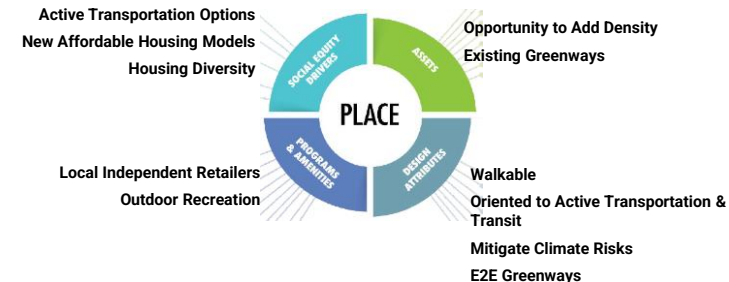 Active Transportation Options
New Affordable Housing Models
Housing Diversity
SOCIAL EQUITY
DRIVERS
ASSETS
Opportunity to Add Density
Existing Greenways
PLACE
Local Independent Retailers
Outdoor Recreation
PROGRAMS
& AMENITIES
DESIGN
ATTRIBUTES
Walkable
Oriented to Active Transportation &
Transit
Mitigate Climate Risks
E2E Greenways